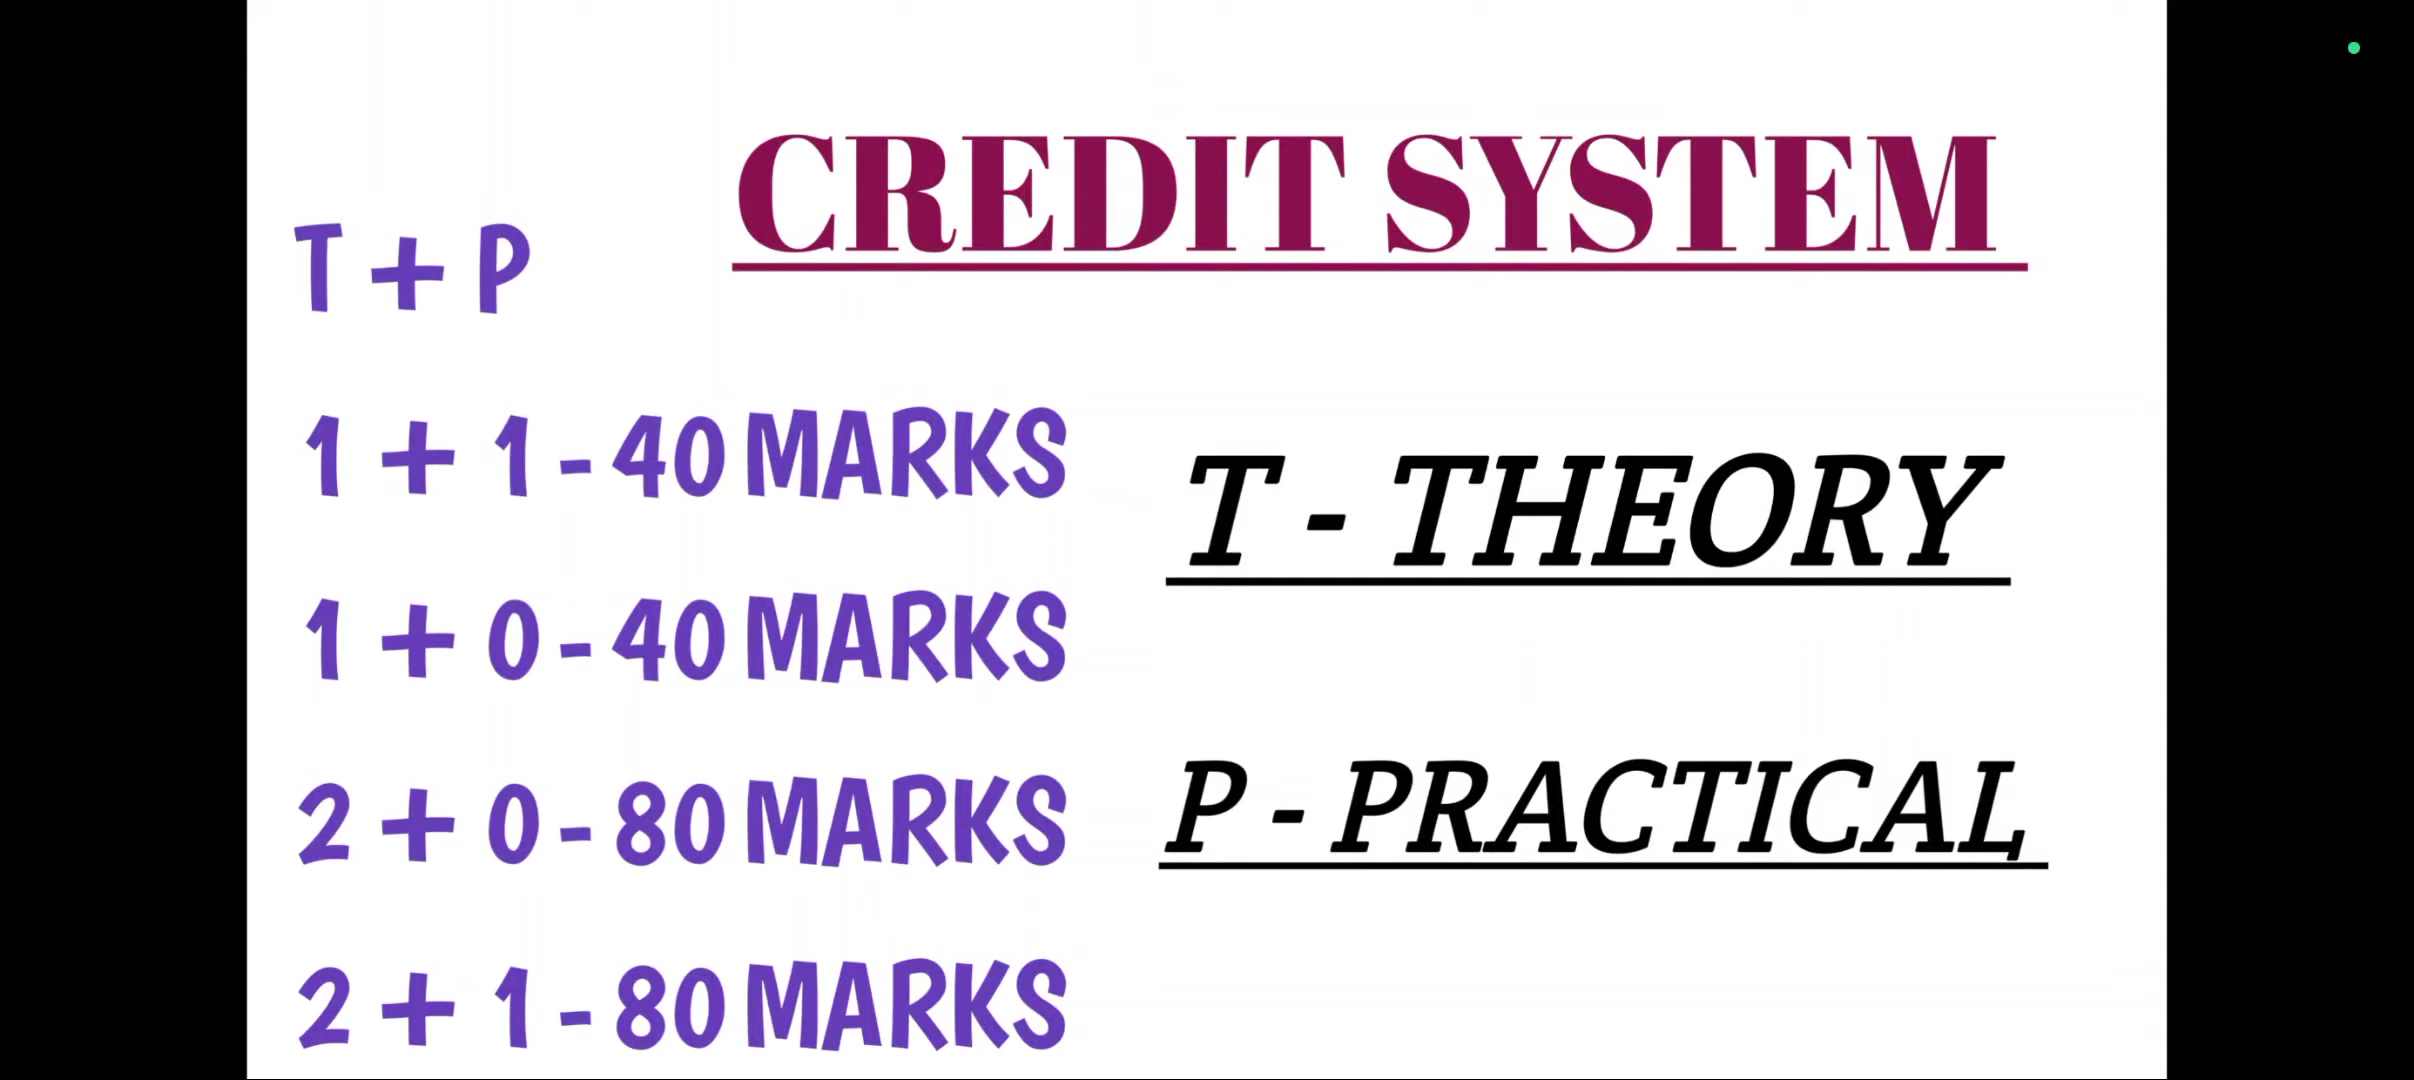 CREDIT SYSTEM
T + P
1 + 1 - 40 MARKS
1 + 0 - 40 MARKS
2 + 0 - 80 MARKS
2 + 1 - 80 MARKS
T - THEORY
P - PRACTICAL